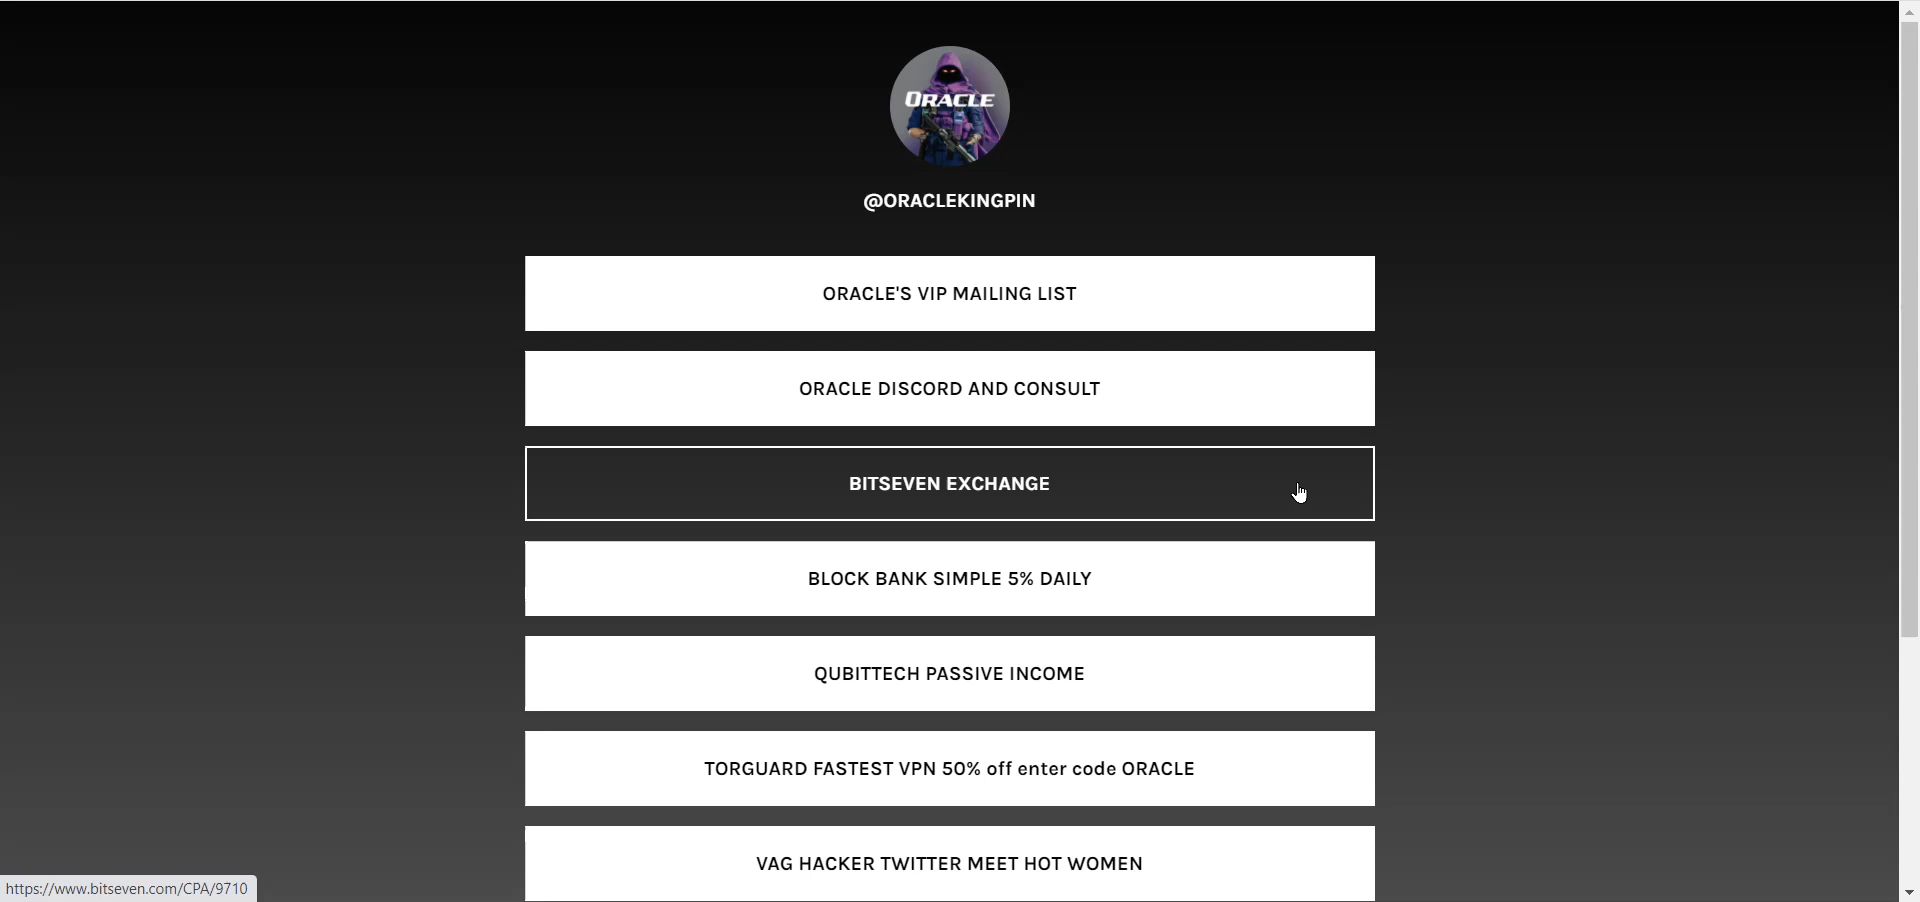 ORACLE
@ORACLEKINGPIN
ORACLE'S VIP MAILING LIST
ORACLE DISCORD AND CONSULT
BITSEVEN EXCHANGE
BLOCK BANK SIMPLE 5% DAILY
QUBITTECH PASSIVE INCOME
TORGUARD FASTEST VPN 50% off enter code ORACLE
VAG HACKER TWITTER MEET HOT WOMEN
https://www.bitseven.com/CPA/9710